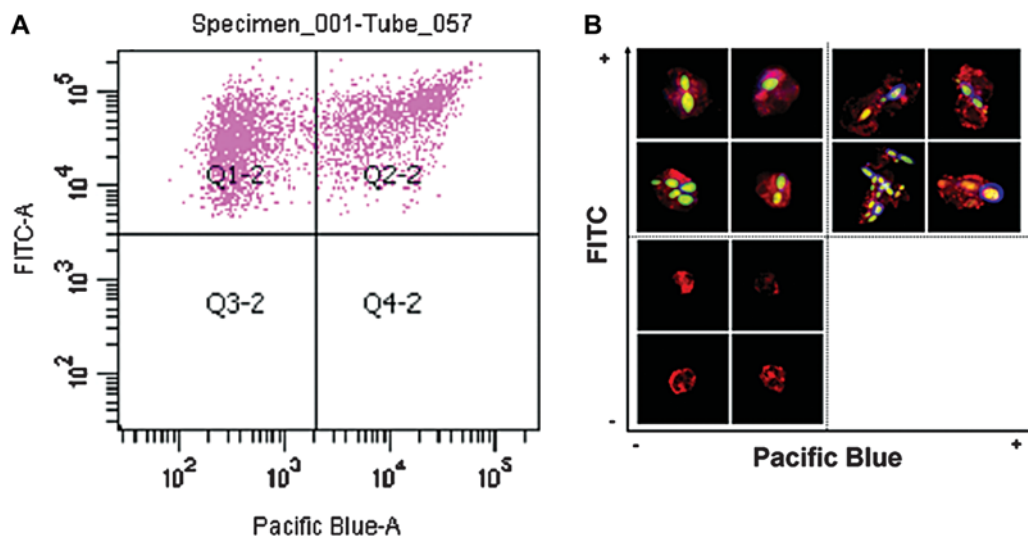 A
Specimen_001-Tube_057
FITC-A
10^5
10^4
10^3
10^2
Q1-2
Q2-2
Q3-2
Q4-2
10^2
10^3
10^4
10^5
Pacific Blue-A
B
+
FITC
-
-
+
Pacific Blue